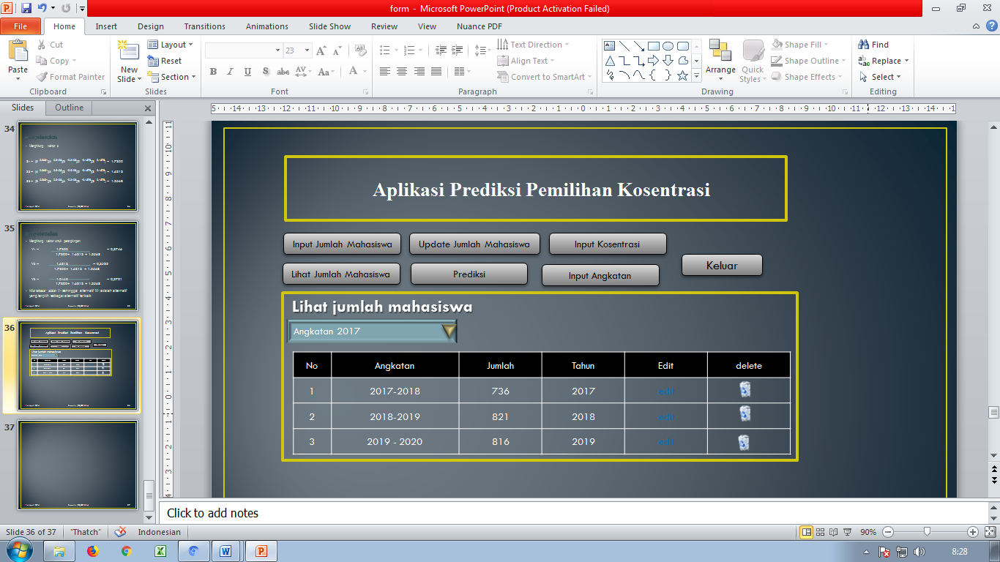 form - Microsoft PowerPoint (Product Activation Failed)
File Home Insert Design Transitions Animations Slide Show Review View Nuance PDF
Paste
Cut
Copy
Format Painter
Clipboard
New Slide
Layout
Reset
Section
Slides
23
Font
Text Direction
Align Text
Convert to SmartArt
Paragraph
Arrange
Quick Styles
Shape Fill
Shape Outline
Shape Effects
Drawing
Find
Replace
Select
Editing
Slides Outline
34
35
36
37
Aplikasi Prediksi Pemilihan Kosentrasi
Input Jumlah Mahasiswa Update Jumlah Mahasiswa Input Kosentrasi
Lihat Jumlah Mahasiswa Prediksi Input Angkatan Keluar
Lihat jumlah mahasiswa
Angkatan 2017
No Angkatan Jumlah Tahun Edit delete
1 2017-2018 736 2017 edit
2 2018-2019 821 2018 edit
3 2019 - 2020 816 2019 edit
Click to add notes
Slide 36 of 37 "Thatch" Indonesian 90%
8:28